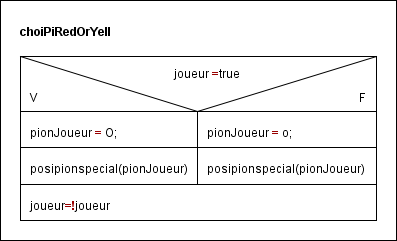 choiPiRedOrYell
joueur =true
V F
pionJoueur = O; pionJoueur = o;
posipionspecial(pionJoueur) posipionspecial(pionJoueur)
joueur=!joueur